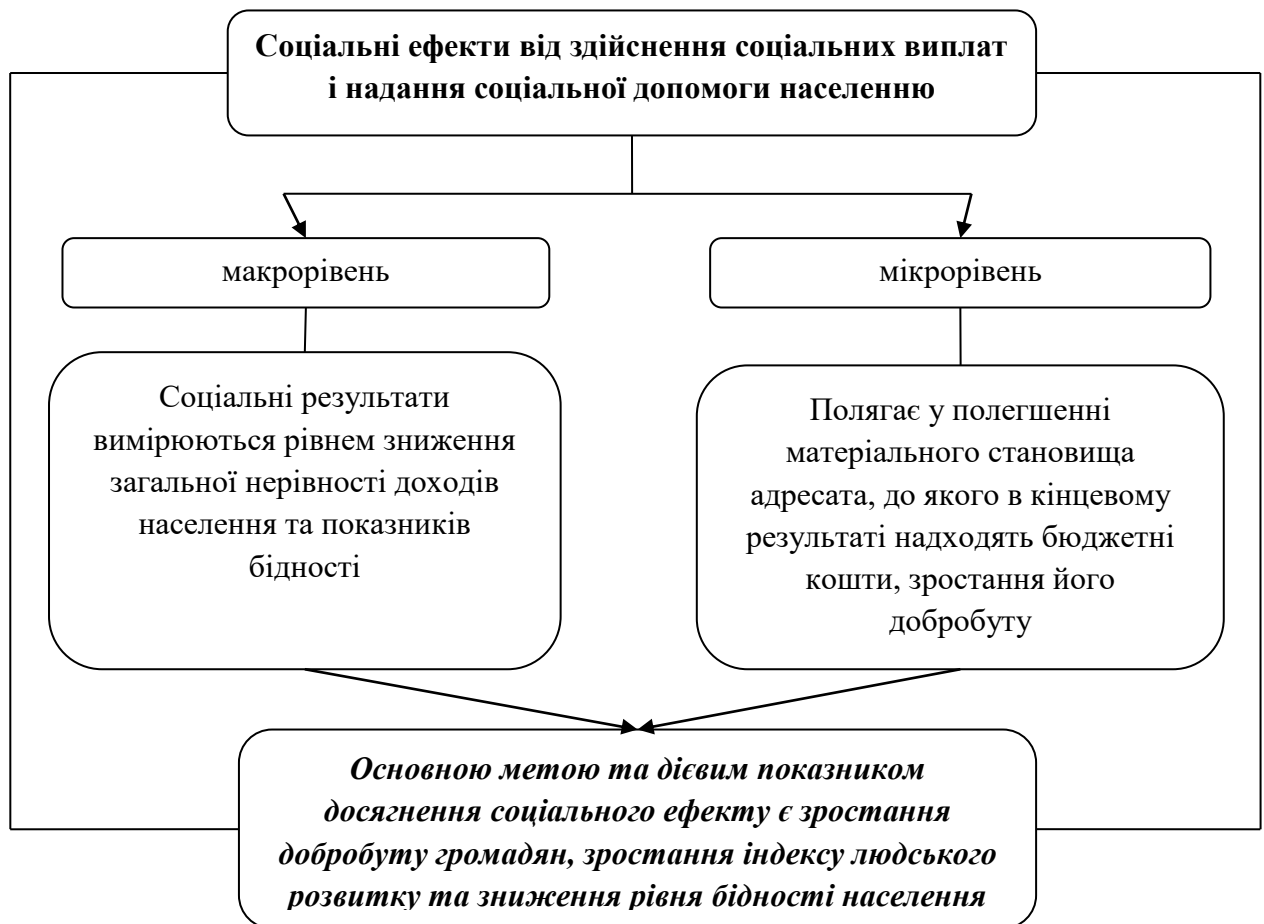 Соціальні ефекти від здійснення соціальних виплат
і надання соціальної допомоги населенню
макрорівень
мікрорівень
Соціальні результати
вимірюються рівнем зниження
загальної нерівності доходів
населення та показників
бідності
Полягає у полегшенні
матеріального становища
адресата, до якого в кінцевому
результаті надходять бюджетні
кошти, зростання його
добробуту
Основною метою та дієвим показником
досягнення соціального ефекту є зростання
добробуту громадян, зростання індексу людського
розвитку та зниження рівня бідності населення